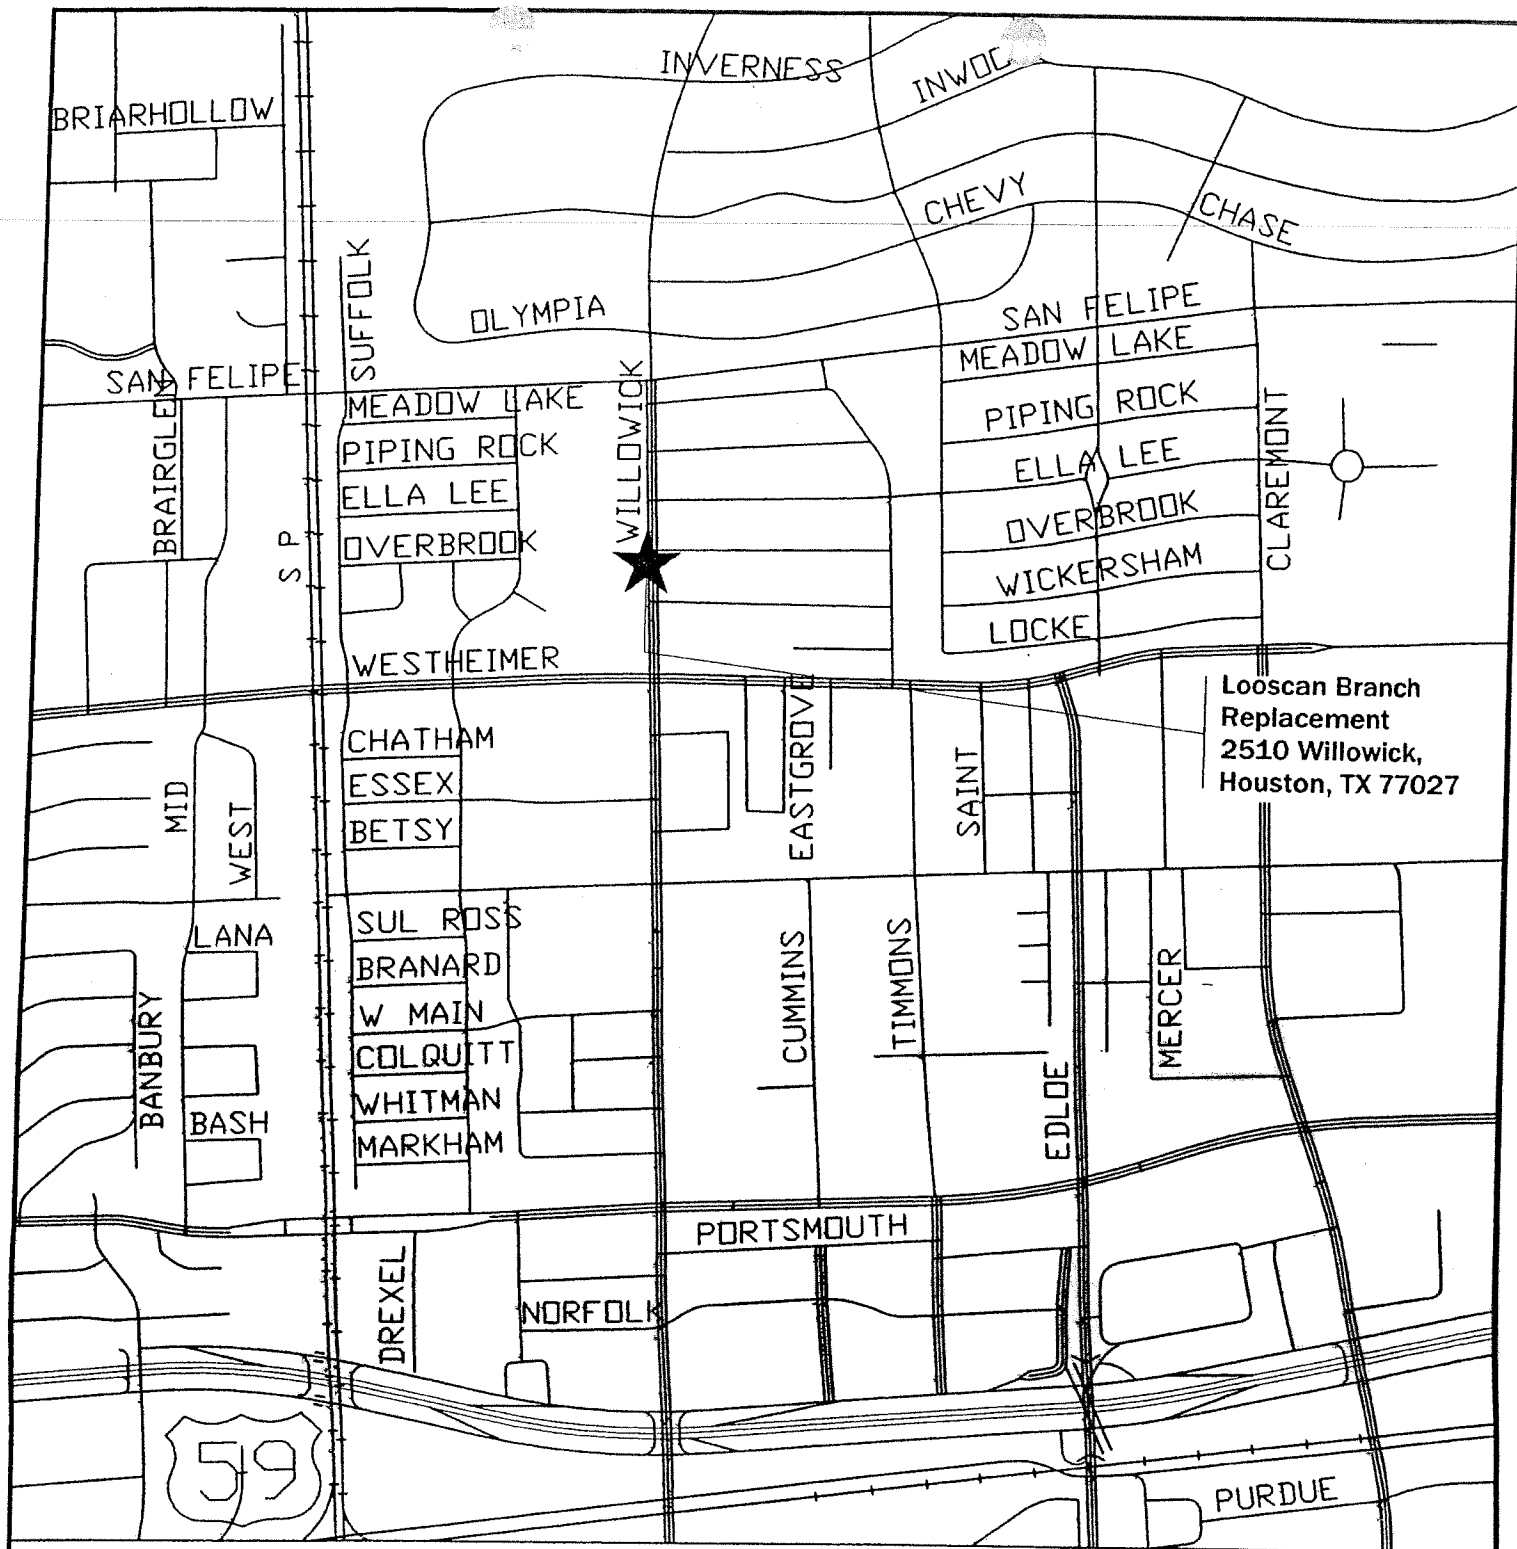 INVERNESS
INWOO
BRIARHOLLOW
CHEVY
CHASE
SUFFOLK
OLYMPIA
SAN FELIPE
MEADOW LAKE
SAN FELIPE
MEADOW LAKE
WILLOWICK
PIPING ROCK
PIPING ROCK
BRAIRGLEN
ELLA LEE
ELLA LEE
CLAREMONT
OVERBROOK
OVERBROOK
S P
WICKERSHAM
LOCKE
WESTHEIMER
Looscan Branch
Replacement
2510 Willowick,
Houston, TX 77027
CHATHAM
ESSEX
BETSY
MID
WEST
EASTGROVE
SAINT
SUL ROSS
LANA
BRANARD
W MAIN
COLQUITT
WHITMAN
MARKHAM
BANBURY
BASH
CUMMINS
TIMMONS
MERCER
EDLOE
PORTSMOUTH
DREXEL
NORFOLK
59
PURDUE